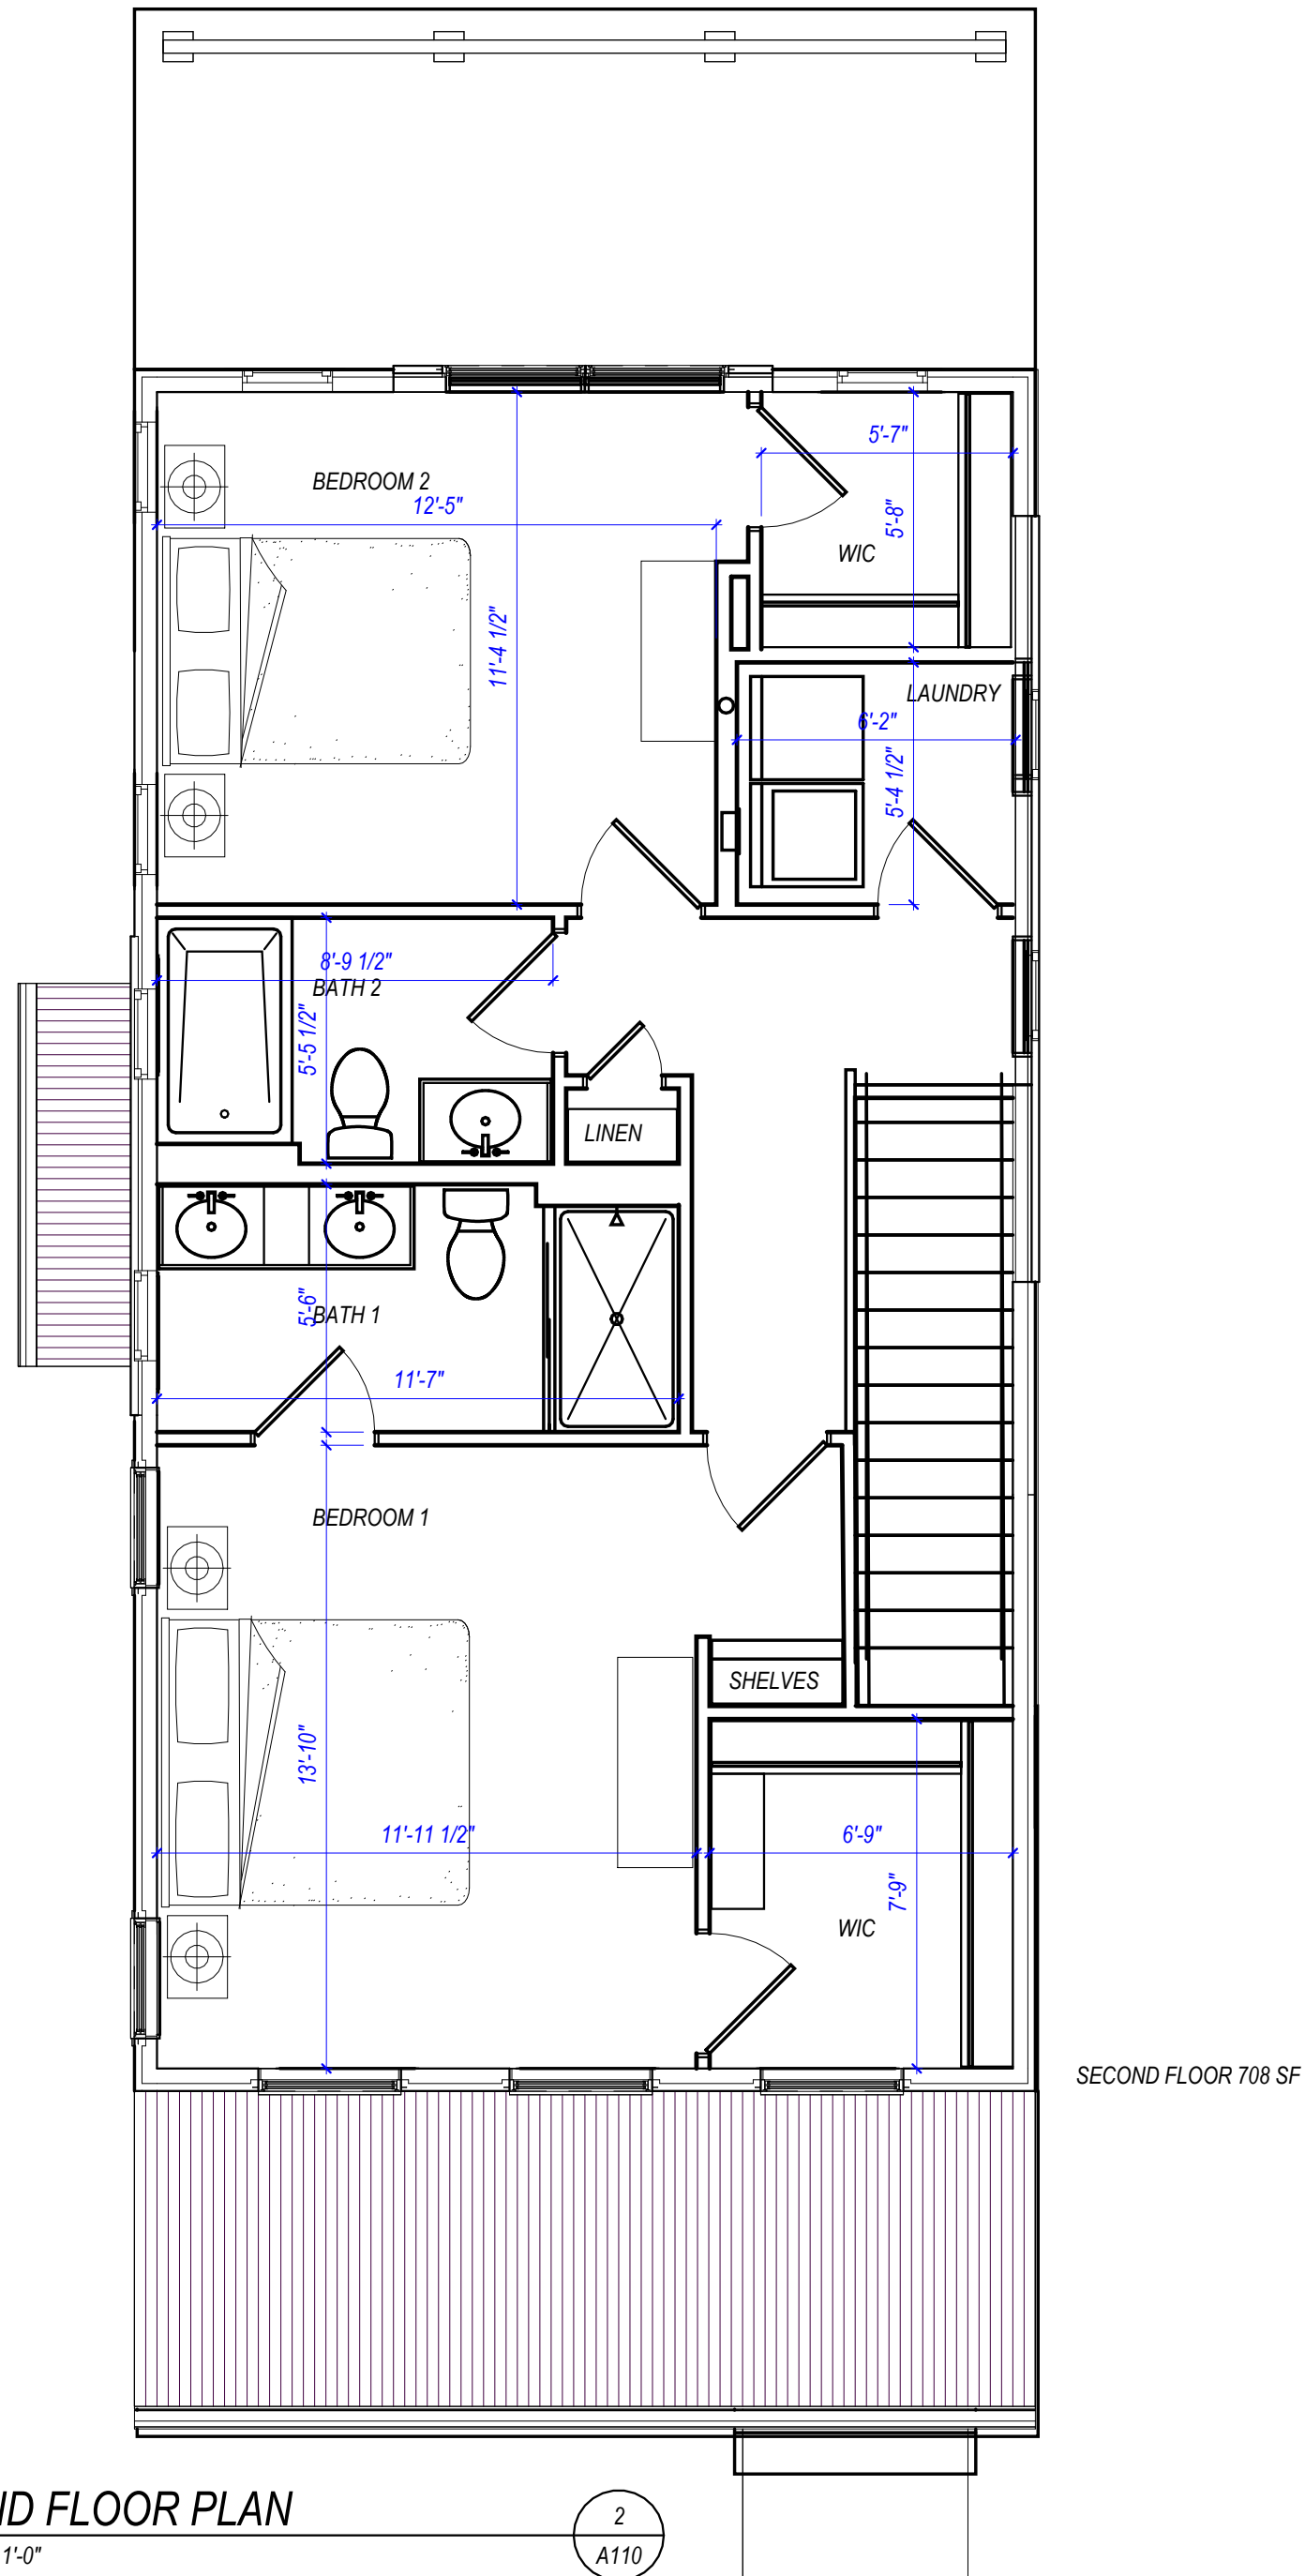 5'-7"
BEDROOM 2
12'-5"
5'-8"
WIC
11'-4 1/2"
LAUNDRY
6'-2"
5'-4 1/2"
8'-9 1/2"
BATH 2
5'-5 1/2"
LINEN
5'-6"
BATH 1
11'-7"
BEDROOM 1
SHELVES
13'-10"
11'-11 1/2"
6'-9"
7'-9"
WIC
SECOND FLOOR 708 SF
ND FLOOR PLAN
2
1'-0"
A110